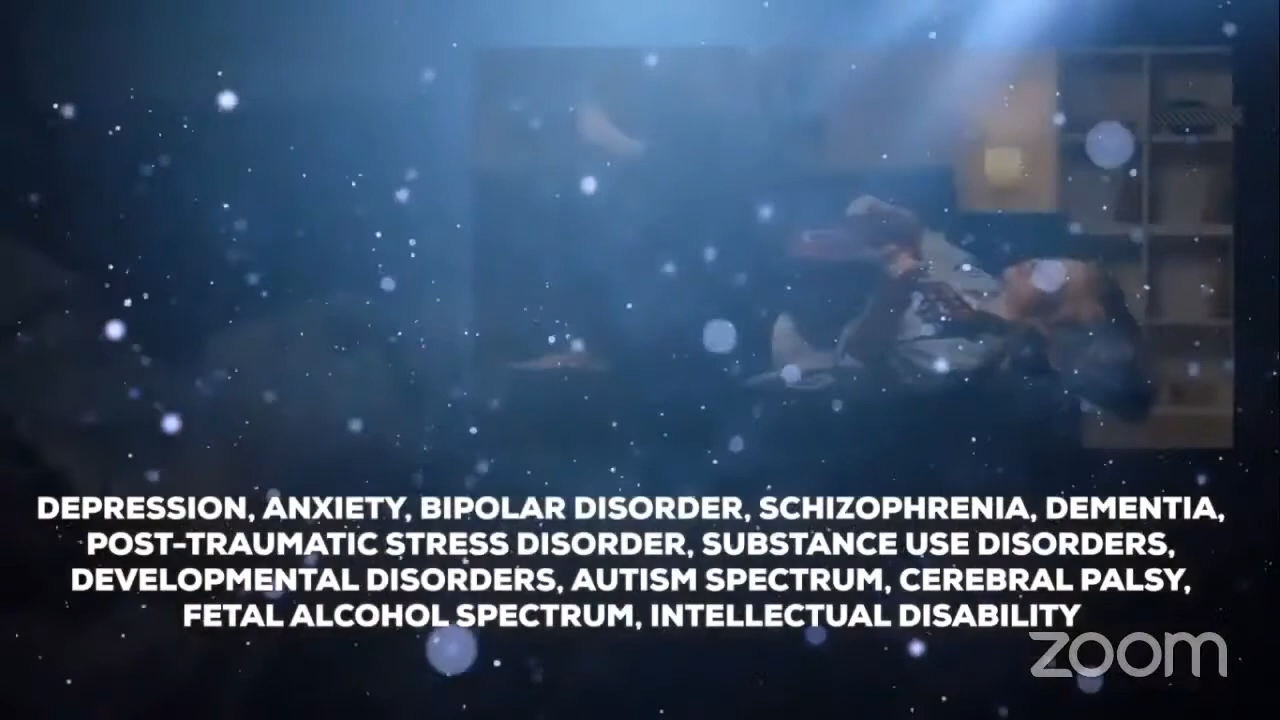 DEPRESSION, ANXIETY, BIPOLAR DISORDER, SCHIZOPHRENIA, DEMENTIA,
POST-TRAUMATIC STRESS DISORDER, SUBSTANCE USE DISORDERS,
DEVELOPMENTAL DISORDERS, AUTISM SPECTRUM, CEREBRAL PALSY,
FETAL ALCOHOL SPECTRUM, INTELLECTUAL DISABILITY
zoom